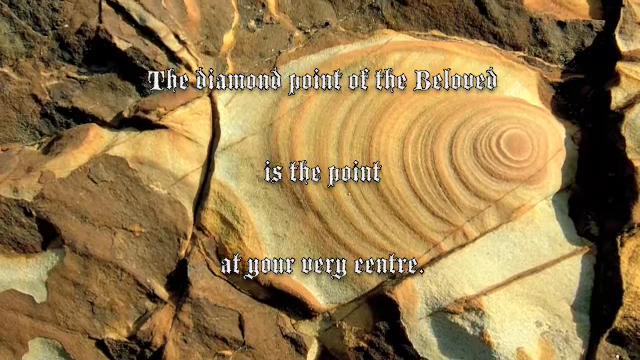 The diamond point of the Beloved
is the point
at your very centre.